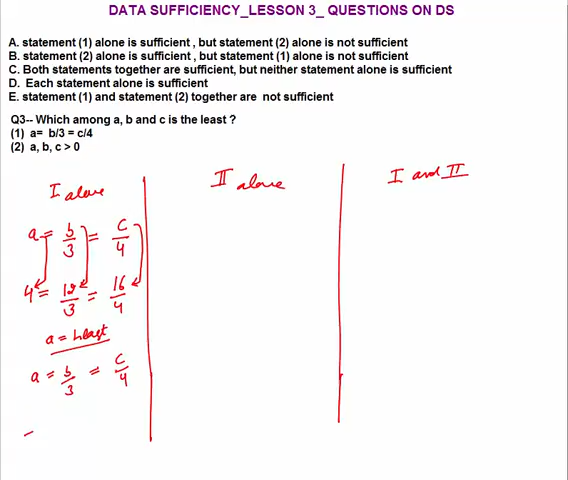 DATA SUFFICIENCY_LESSON 3_ QUESTIONS ON DS
A. statement (1) alone is sufficient , but statement (2) alone is not sufficient
B. statement (2) alone is sufficient , but statement (1) alone is not sufficient
C. Both statements together are sufficient, but neither statement alone is sufficient
D. Each statement alone is sufficient
E. statement (1) and statement (2) together are not sufficient
Q3-- Which among a, b and c is the least ?
(1) a= b/3 = c/4
(2) a, b, c > 0
I alone
II alone
I and II
a = b/3 = c/4
4 = 12/3 = 16/4
a = least
a = b/3 = c/4